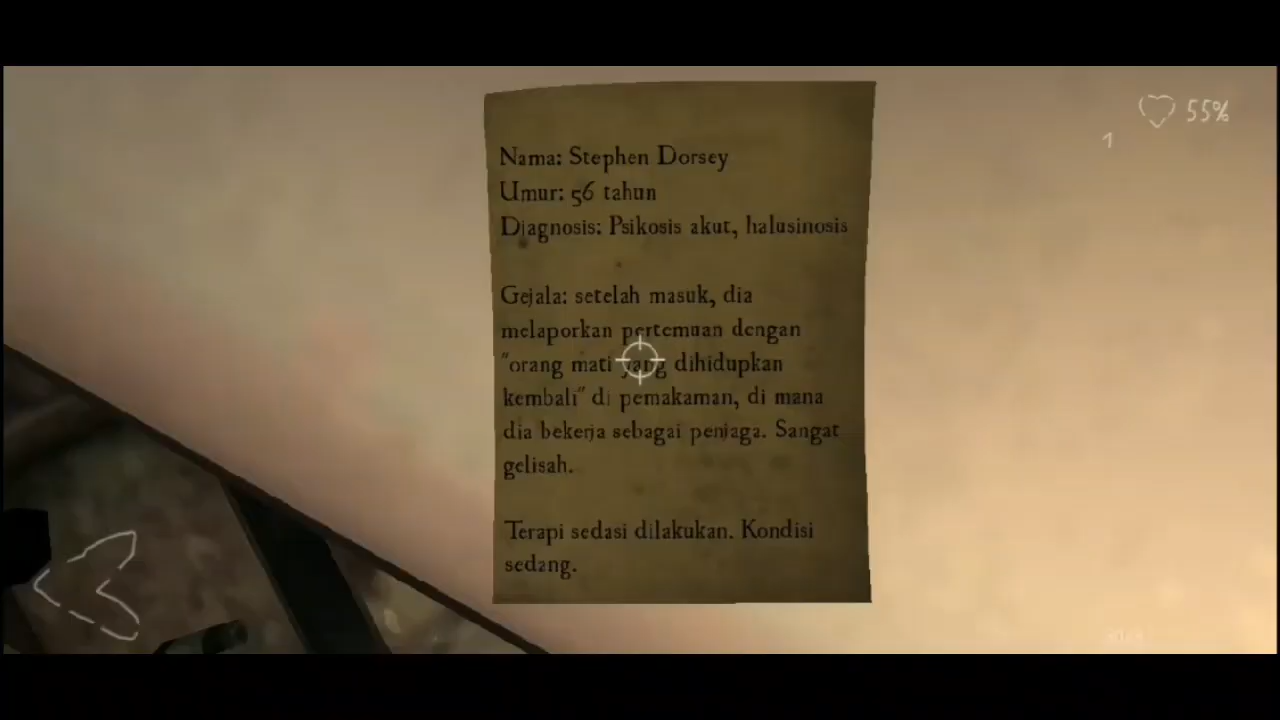 55%
1
Nama: Stephen Dorsey
Umur: 56 tahun
Diagnosis: Psikosis akut, halusinosis
Gejala: setelah masuk, dia
melaporkan pertemuan dengan
"orang mati yang dihidupkan
kembali" di pemakaman, di mana
dia bekerja sebagai penjaga. Sangat
gelisah.
Terapi sedasi dilakukan. Kondisi
sedang.